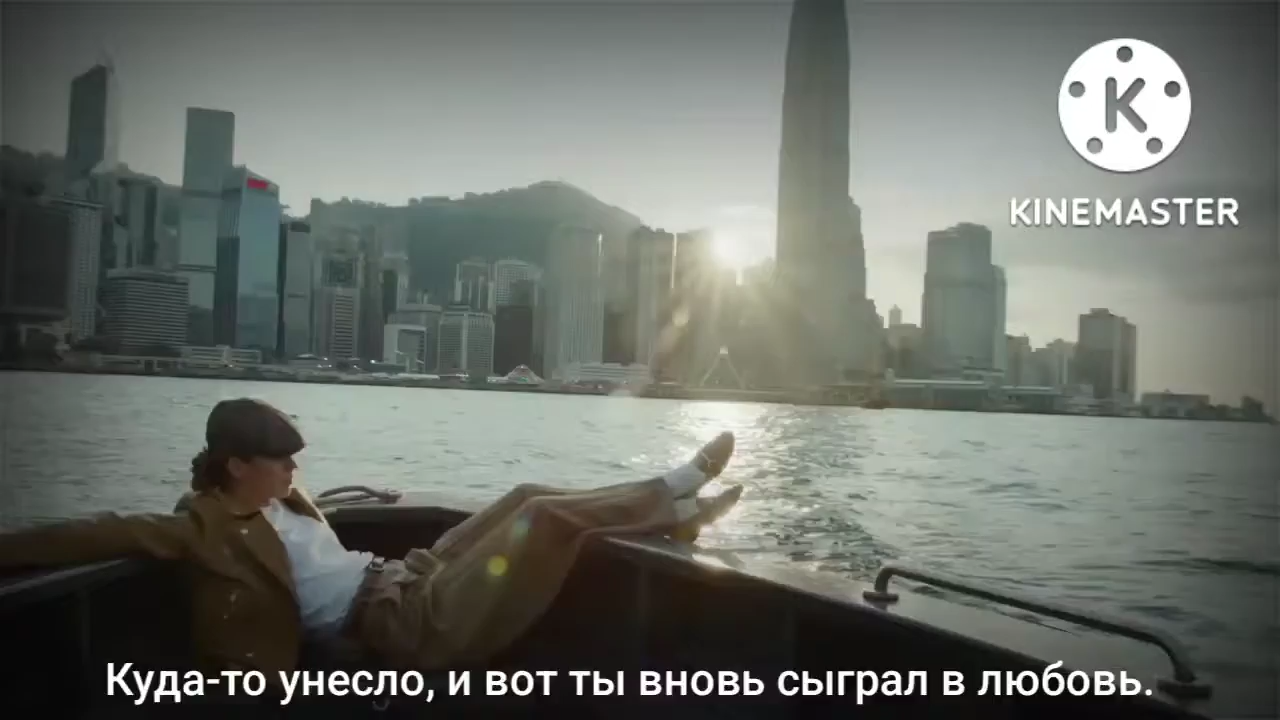 KINEMASTER
Куда-то унесло, и вот ты вновь сыграл в любовь.